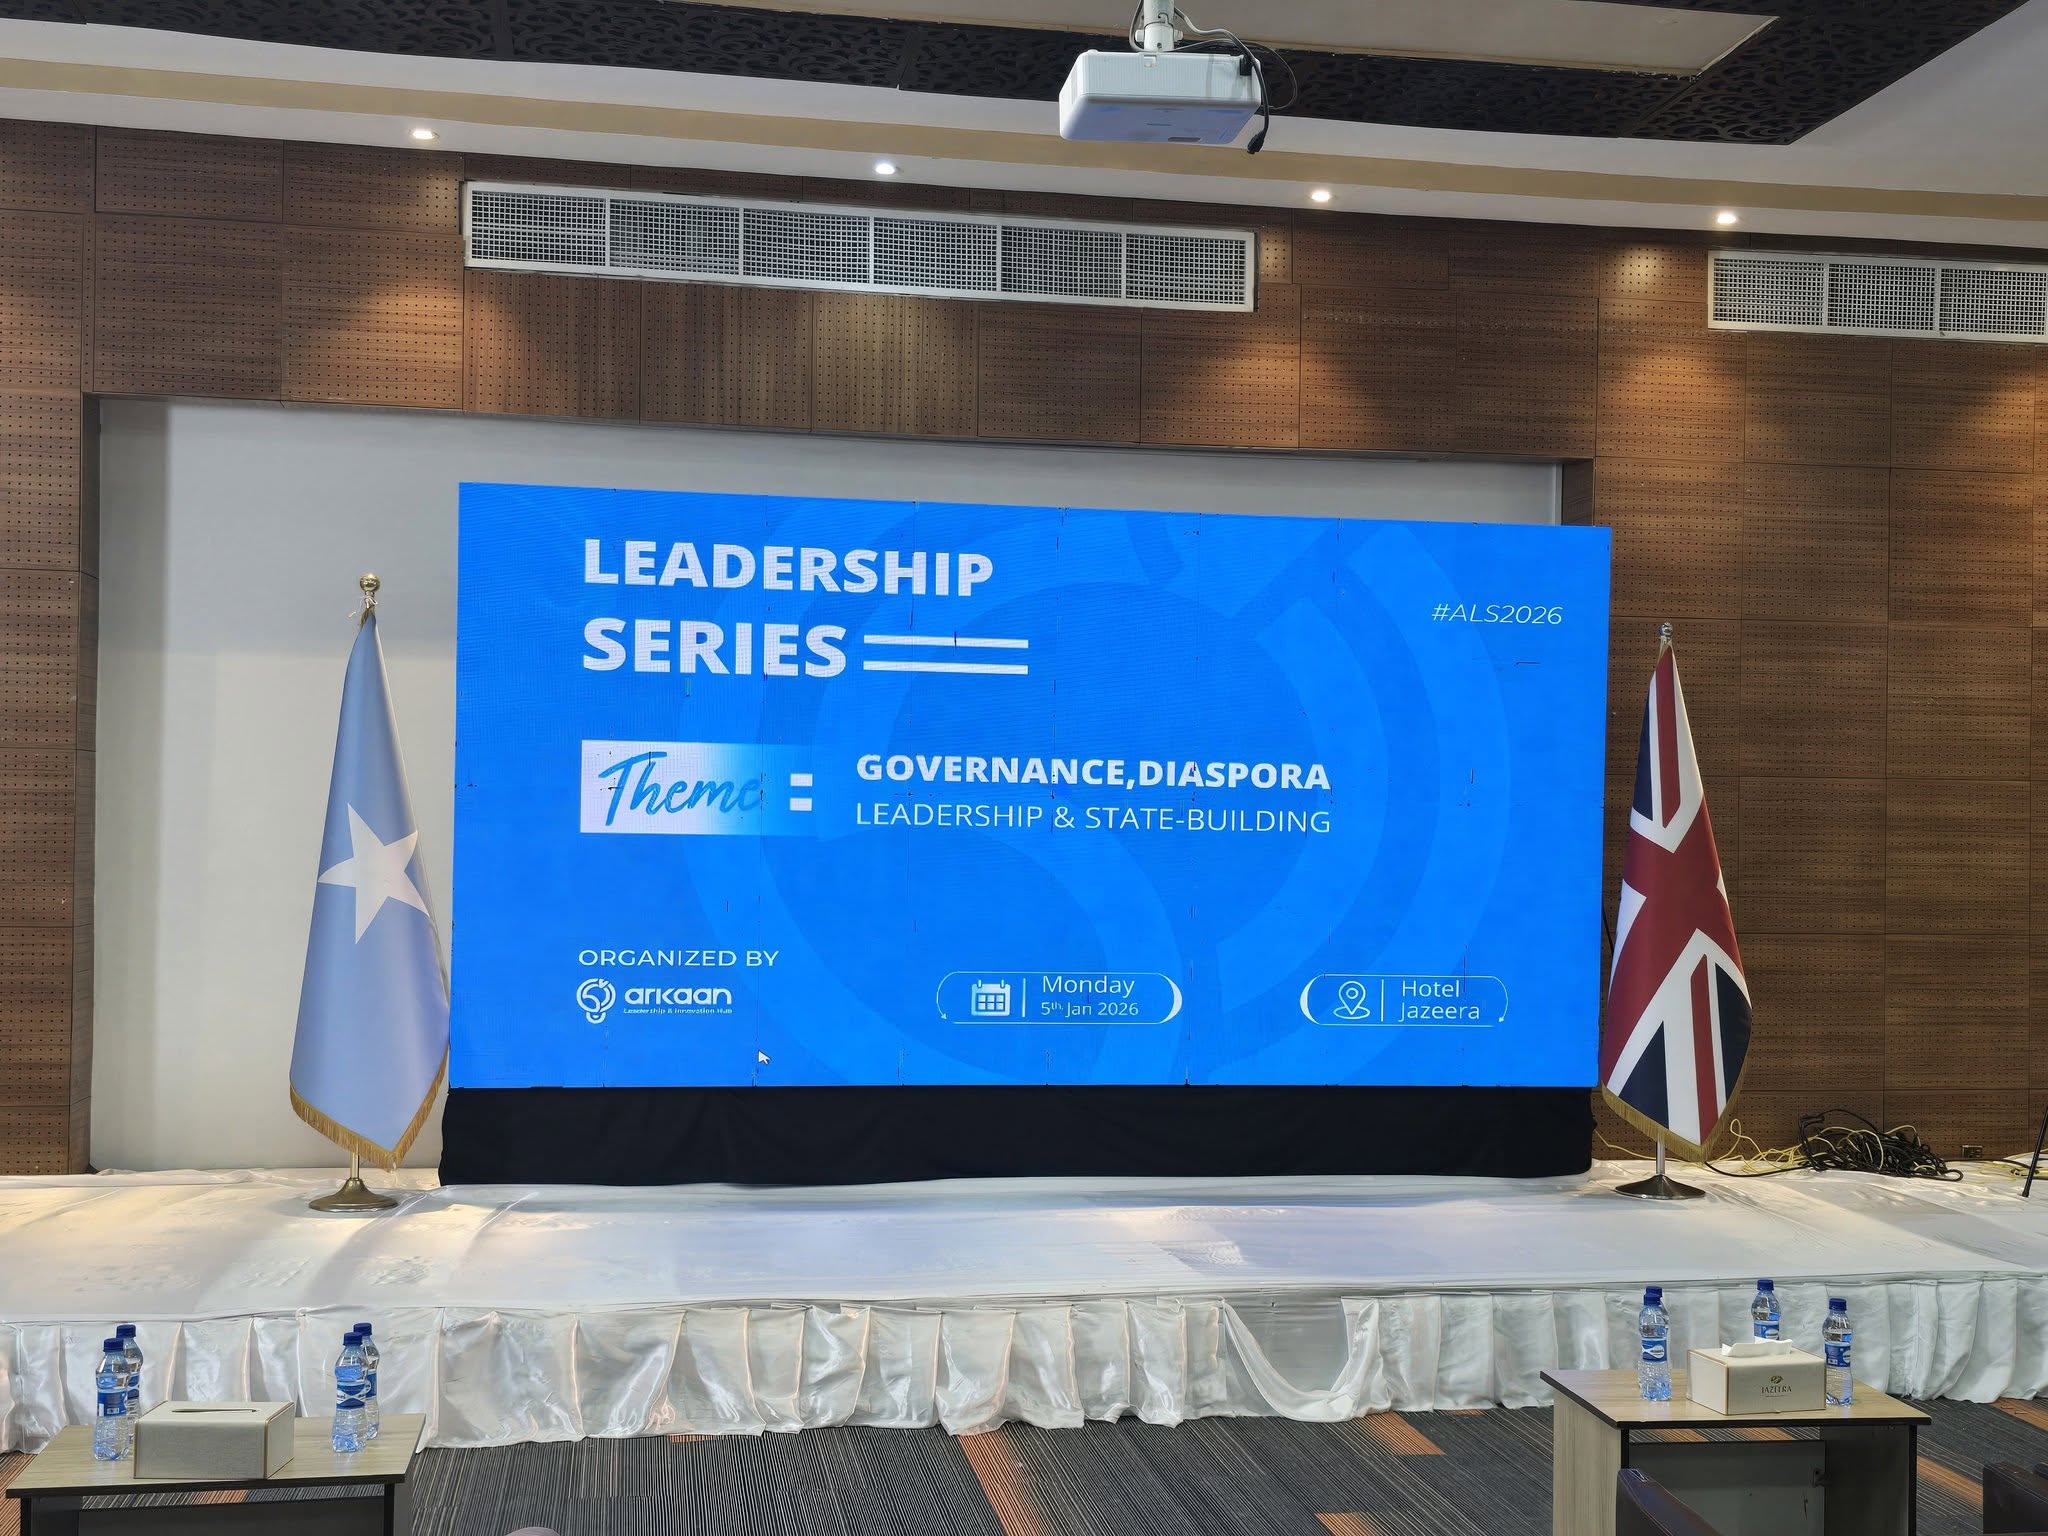 LEADERSHIP
SERIES
#ALS2026
Theme :
GOVERNANCE,DIASPORA
LEADERSHIP & STATE-BUILDING
ORGANIZED BY
arkaan
Leadership & Innovation Hub
Monday
5th, Jan 2026
Hotel
Jazeera
JAZEERA